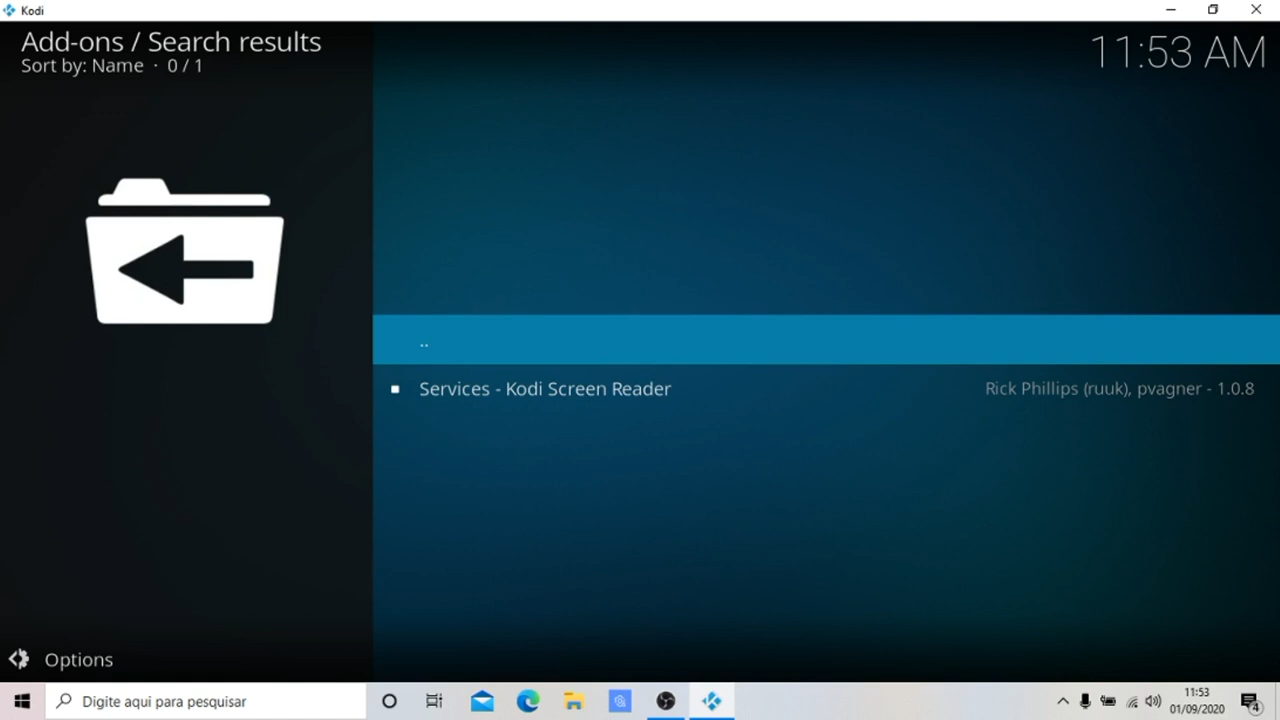 Kodi
Add-ons / Search results
Sort by: Name · 0 / 1
11:53 AM
..
Services - Kodi Screen Reader
Rick Phillips (ruuk), pvagner - 1.0.8
Options
Digite aqui para pesquisar
11:53
01/09/2020
4